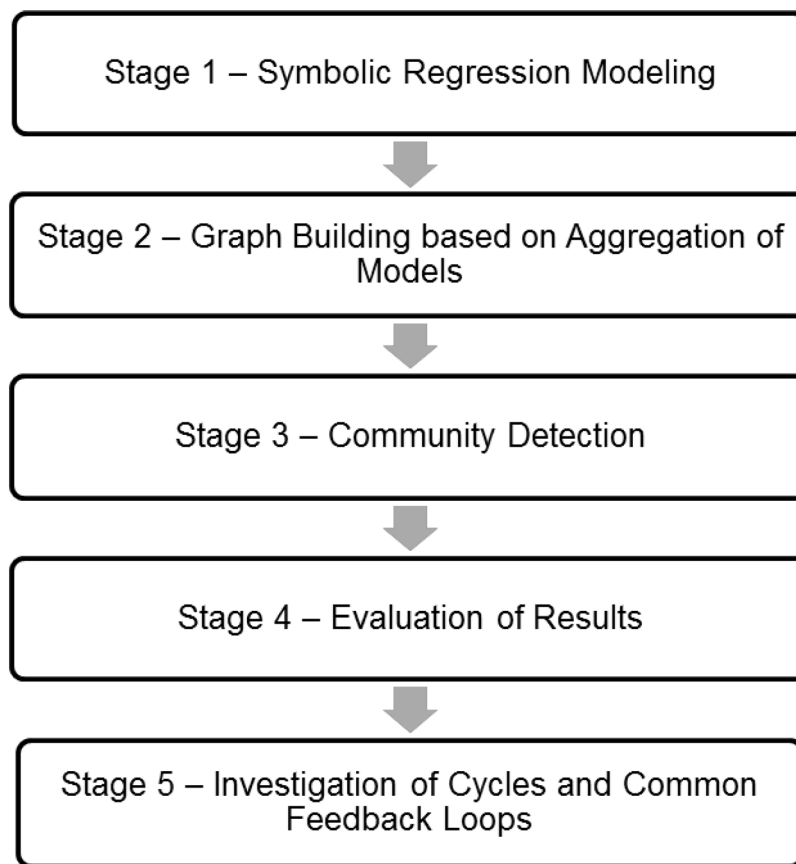 Stage 1 – Symbolic Regression Modeling
Stage 2 – Graph Building based on Aggregation of
Models
Stage 3 – Community Detection
Stage 4 – Evaluation of Results
Stage 5 – Investigation of Cycles and Common
Feedback Loops